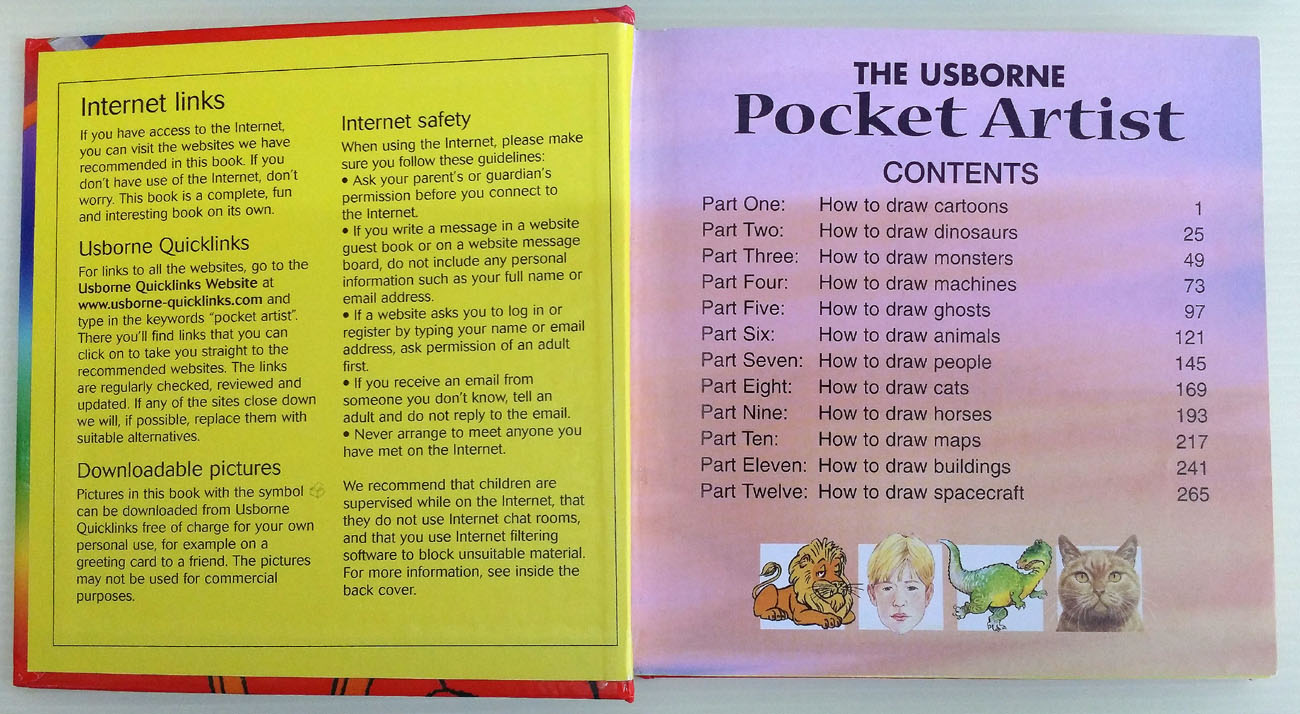 Internet links
If you have access to the Internet,
you can visit the websites we have
recommended in this book. If you
don't have use of the Internet, don't
worry. This book is a complete, fun
and interesting book on its own.
Usborne Quicklinks
For links to all the websites, go to the
Usborne Quicklinks Website at
www.usborne-quicklinks.com and
type in the keywords “pocket artist”.
There you'll find links that you can
click on to take you straight to the
recommended websites. The links
are regularly checked, reviewed and
updated. If any of the sites close down
we will, if possible, replace them with
suitable alternatives.
Downloadable pictures
Pictures in this book with the symbol
can be downloaded from Usborne
Quicklinks free of charge for your own
personal use, for example on a
greeting card to a friend. The pictures
may not be used for commercial
purposes.
Internet safety
When using the Internet, please make
sure you follow these guidelines:
• Ask your parent's or guardian's
permission before you connect to
the Internet.
• If you write a message in a website
guest book or on a website message
board, do not include any personal
information such as your full name or
email address.
• If a website asks you to log in or
register by typing your name or email
address, ask permission of an adult
first.
• If you receive an email from
someone you don't know, tell an
adult and do not reply to the email.
• Never arrange to meet anyone you
have met on the Internet.
We recommend that children are
supervised while on the Internet, that
they do not use Internet chat rooms,
and that you use Internet filtering
software to block unsuitable material.
For more information, see inside the
back cover.
THE USBORNE
Pocket Artist
CONTENTS
Part One: How to draw cartoons 1
Part Two: How to draw dinosaurs 25
Part Three: How to draw monsters 49
Part Four: How to draw machines 73
Part Five: How to draw ghosts 97
Part Six: How to draw animals 121
Part Seven: How to draw people 145
Part Eight: How to draw cats 169
Part Nine: How to draw horses 193
Part Ten: How to draw maps 217
Part Eleven: How to draw buildings 241
Part Twelve: How to draw spacecraft 265